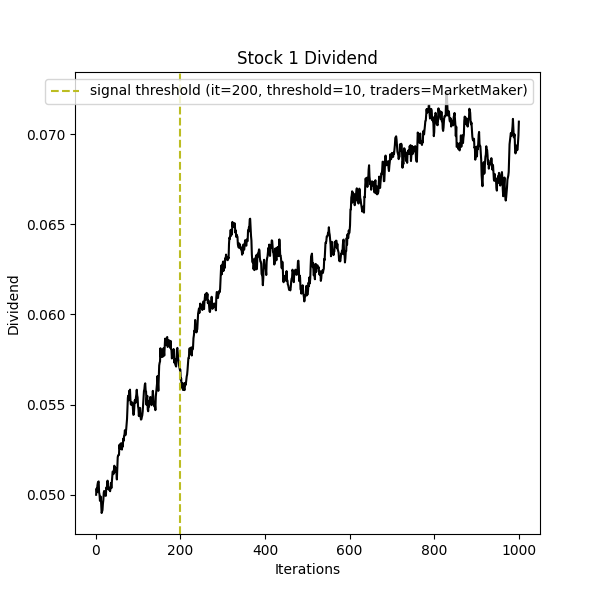 Stock 1 Dividend
signal threshold (it=200, threshold=10, traders=MarketMaker)
0.070
0.065
0.060
0.055
0.050
Dividend
0 200 400 600 800 1000
Iterations